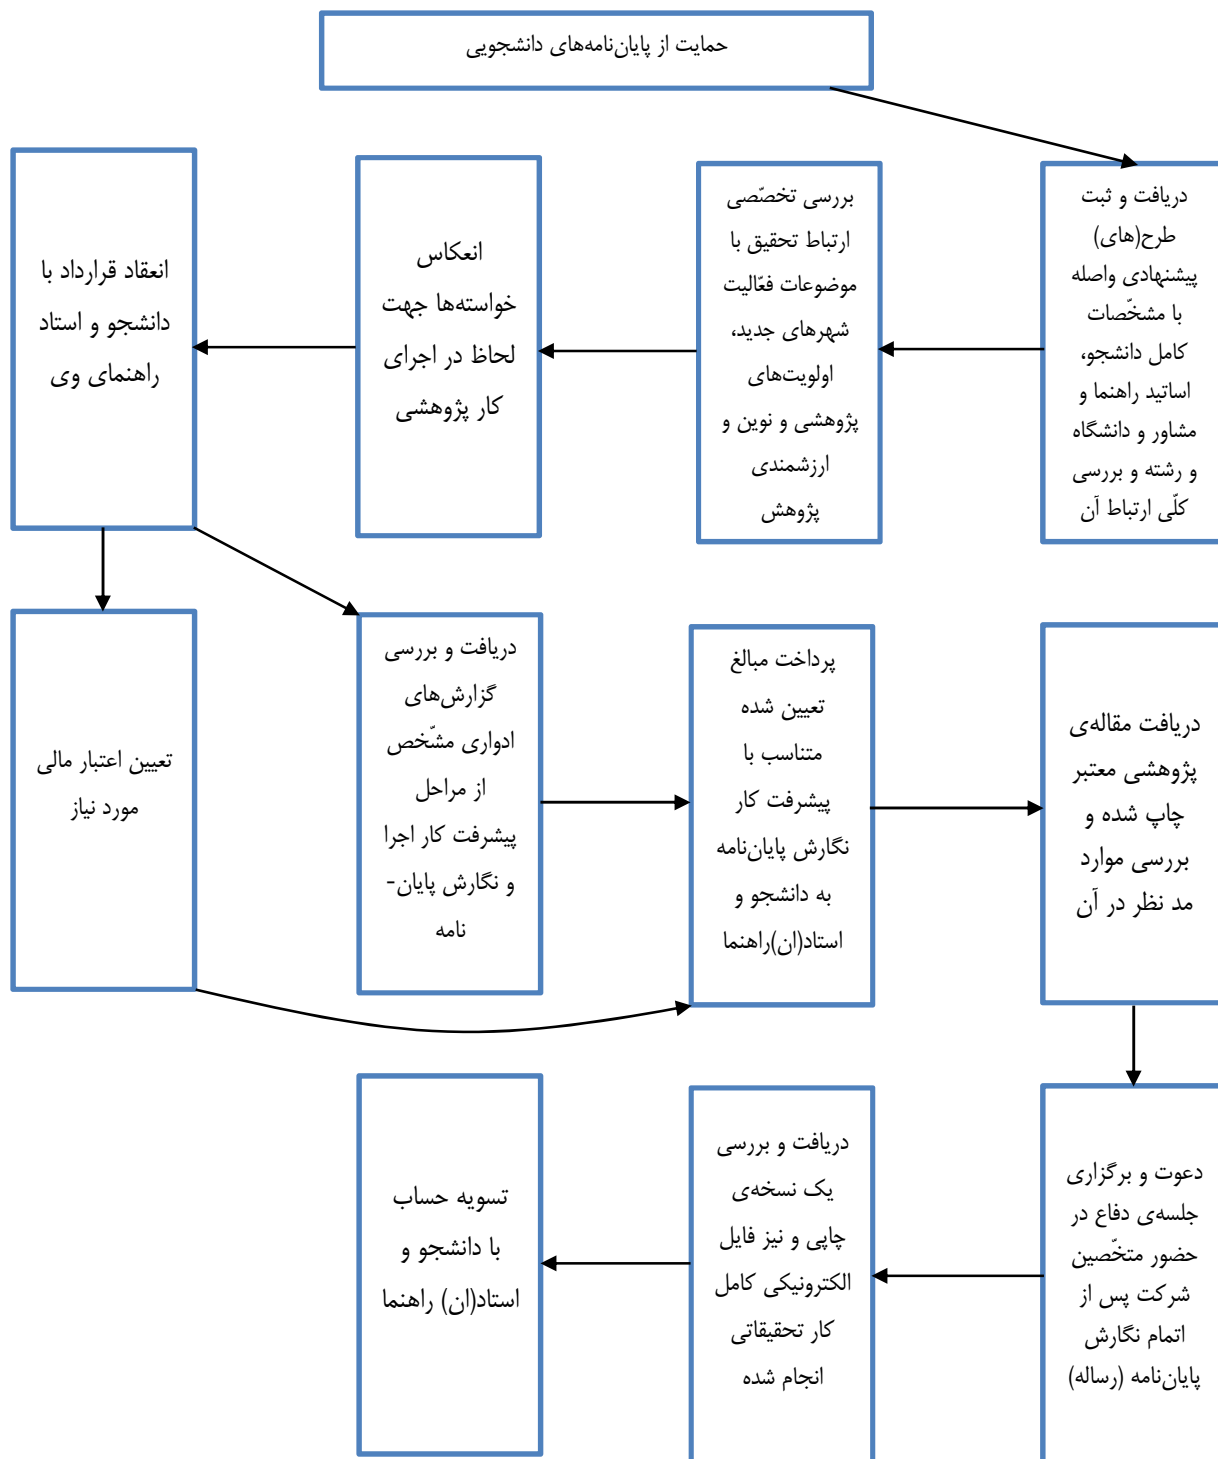 حمایت از پایان‌نامه‌های دانشجویی
دریافت و ثبت
طرح(های)
پیشنهادی واصله
با مشخّصات
کامل دانشجو،
اساتید راهنما و
مشاور و دانشگاه
و رشته و بررسی
کلّی ارتباط آن
بررسی تخصّصی
ارتباط تحقیق با
موضوعات فعّالیت
شهرهای جدید،
اولویت‌های
پژوهشی و نوین و
ارزشمندی
پژوهش
انعکاس
خواسته‌ها جهت
لحاظ در اجرای
کار پژوهشی
انعقاد قرارداد با
دانشجو و استاد
راهنمای وی
تعیین اعتبار مالی
مورد نیاز
دریافت و بررسی
گزارش‌های
ادواری مشّخص
از مراحل
پیشرفت کار اجرا
و نگارش پایان-
نامه
پرداخت مبالغ
تعیین شده
متناسب با
پیشرفت کار
نگارش پایان‌نامه
به دانشجو و
استاد(ان)راهنما
دریافت مقاله‌ی
پژوهشی معتبر
چاپ شده و
بررسی موارد
مد نظر در آن
دعوت و برگزاری
جلسه‌ی دفاع در
حضور متخّصین
شرکت پس از
اتمام نگارش
پایان‌نامه (رساله)
دریافت و بررسی
یک نسخه‌ی
چاپی و نیز فایل
الکترونیکی کامل
کار تحقیقاتی
انجام شده
تسویه حساب
با دانشجو و
استاد(ان) راهنما